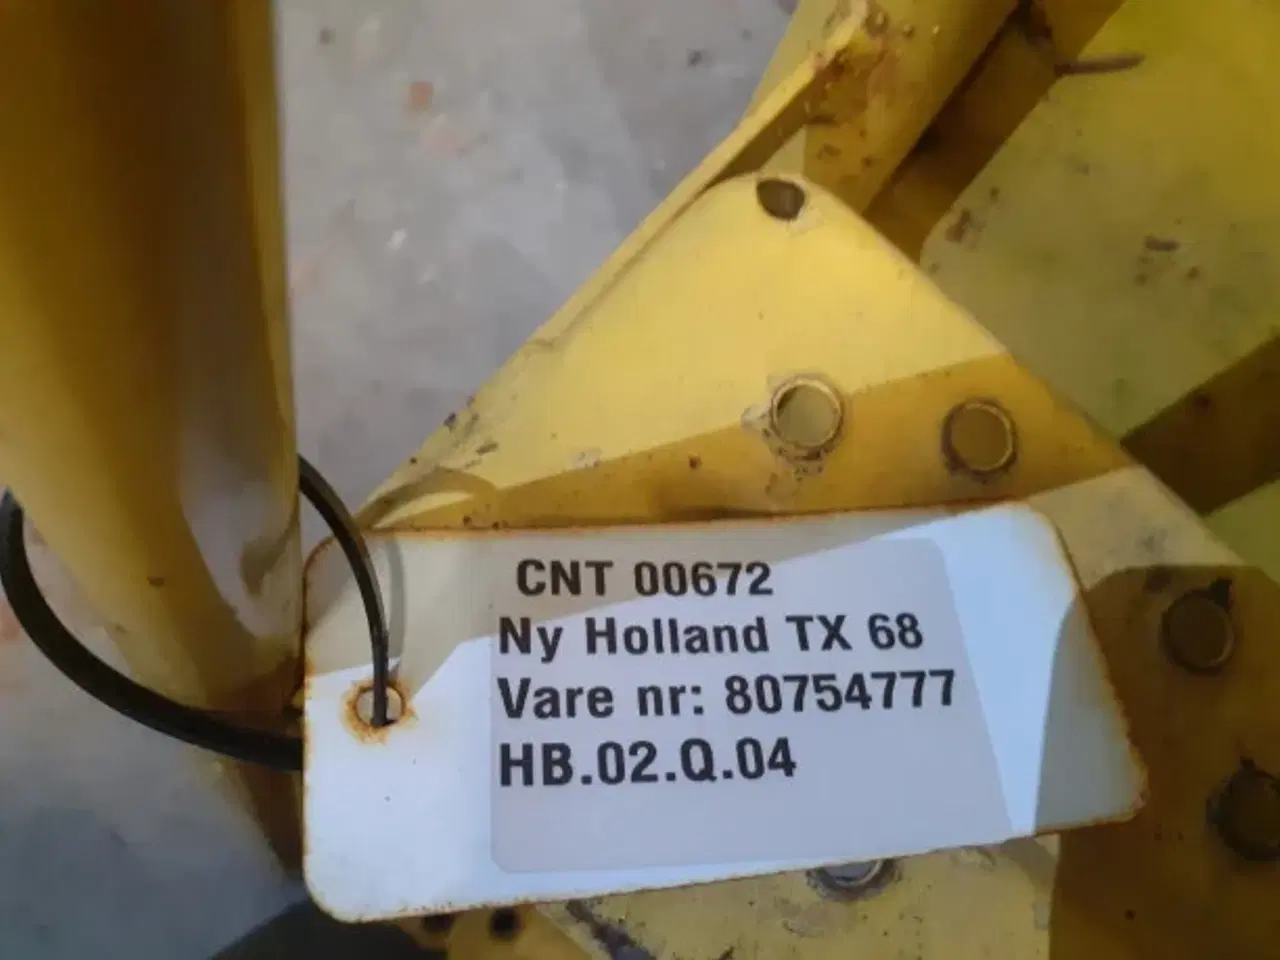 CNT 00672
Ny Holland TX 68
Vare nr: 80754777
HB.02.Q.04